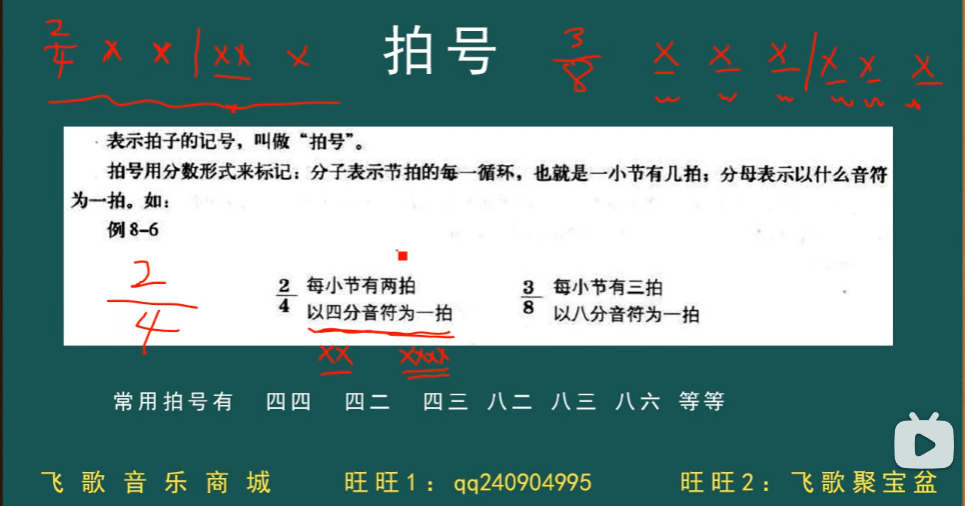 2/4 X X | XX X
拍号
3/8 X X X | X X X
表示拍子的记号，叫做“拍号”。
拍号用分数形式来标记：分子表示节拍的每一循环，也就是一小节有几拍；分母表示以什么音符
为一拍。如：
例 8-6
2/4
2/4 每小节有两拍
以四分音符为一拍
3/8 每小节有三拍
以八分音符为一拍
XX XXXX
常用拍号有 四四 四二 四三 八二 八三 八六 等等
飞歌音乐商城 旺旺1：qq240904995 旺旺2：飞歌聚宝盆